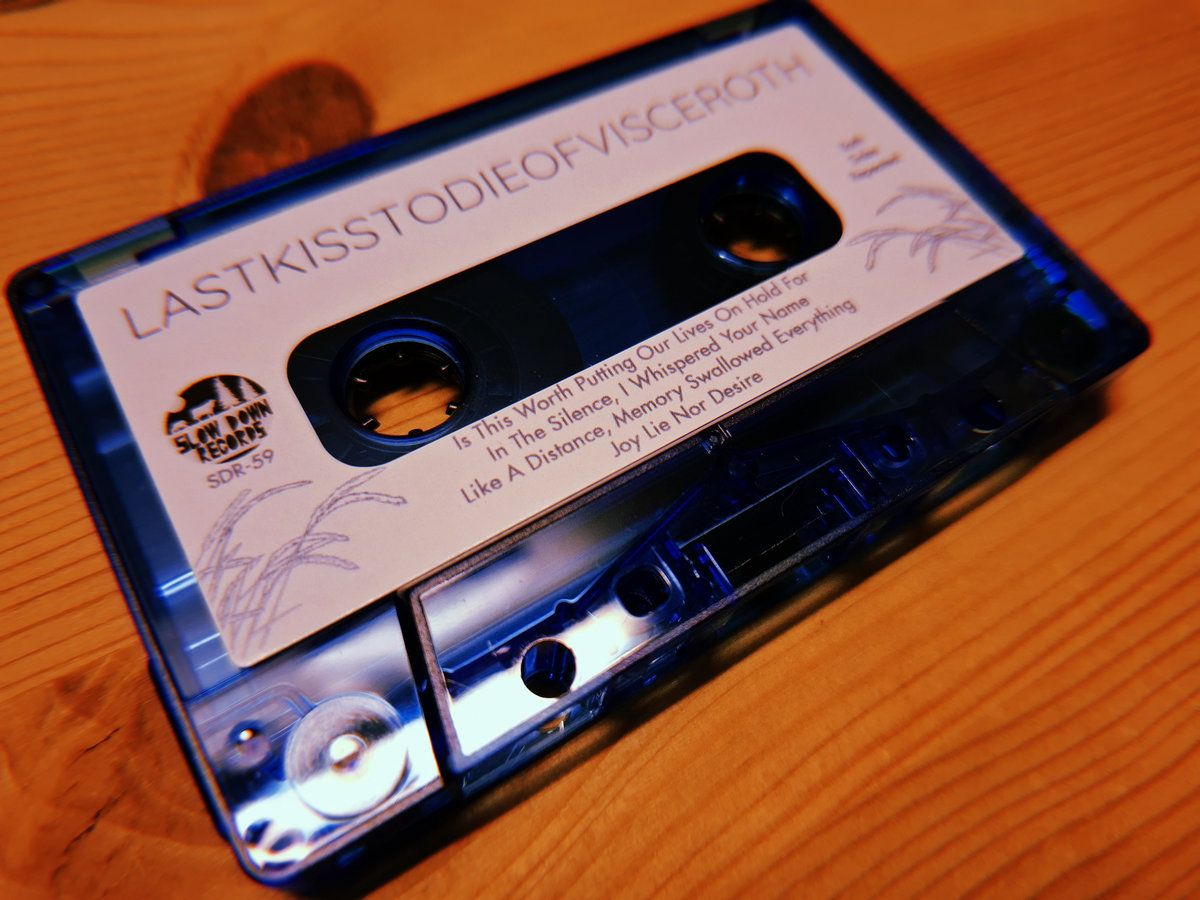 LASTKISSTODIEOFVISCEROTH
SLOW DOWN
RECORDS
SDR-59
Is This Worth Putting Our Lives On Hold For
In The Silence, I Whispered Your Name
Like A Distance, Memory Swallowed Everything
Joy Lie Nor Desire